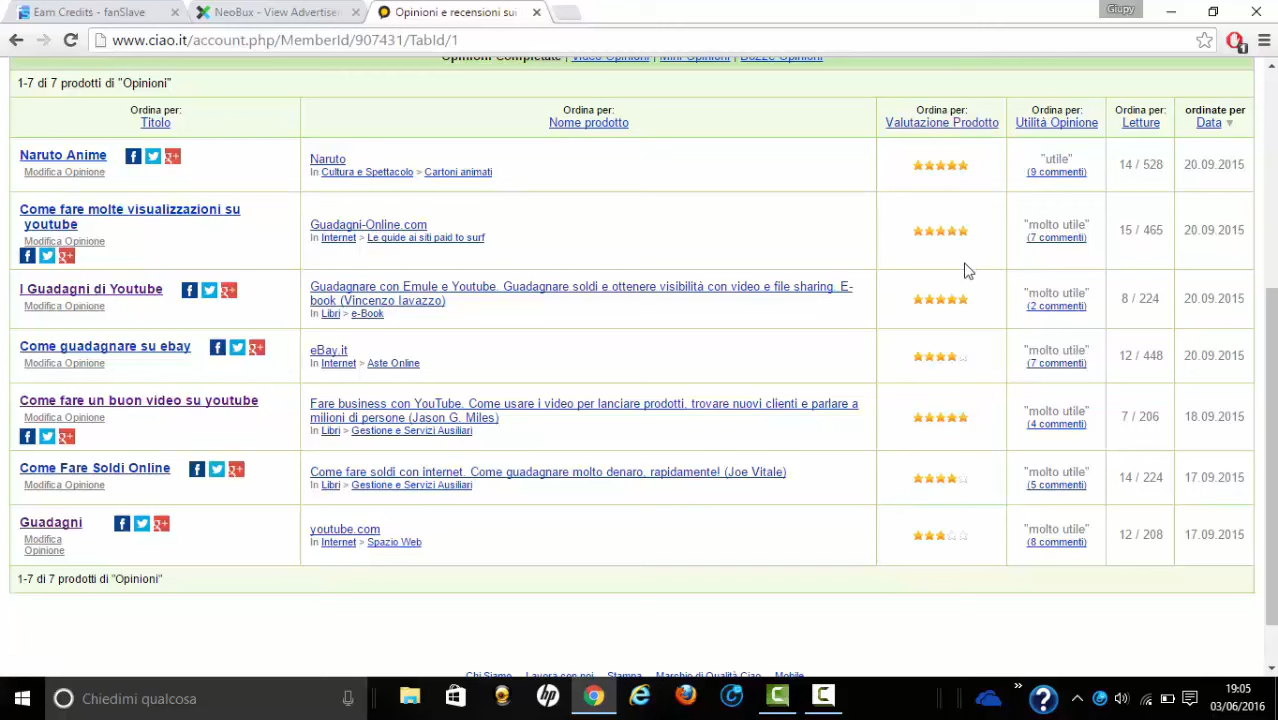 Earn Credits - fanSlave
NeoBux - View Advertise
Opinioni e recensioni su
Giupy
www.ciao.it/account.php/MemberId/907431/TabId/1
Opinioni Completate | Video Opinioni | Mini Opinioni | Bozze Opinioni
1-7 di 7 prodotti di "Opinioni"
Ordina per: Titolo
Ordina per: Nome prodotto
Ordina per: Valutazione Prodotto
Ordina per: Utilità Opinione
Ordina per: Letture
ordinate per Data
Naruto Anime
Modifica Opinione
Naruto
In Cultura e Spettacolo > Cartoni animati
"utile"
(9 commenti)
14 / 528
20.09.2015
Come fare molte visualizzazioni su
youtube
Modifica Opinione
Guadagni-Online.com
In Internet > Le guide ai siti paid to surf
"molto utile"
(7 commenti)
15 / 465
20.09.2015
I Guadagni di Youtube
Modifica Opinione
Guadagnare con Emule e Youtube. Guadagnare soldi e ottenere visibilità con video e file sharing. E-
book (Vincenzo Iavazzo)
In Libri > e-Book
"molto utile"
(2 commenti)
8 / 224
20.09.2015
Come guadagnare su ebay
Modifica Opinione
eBay.it
In Internet > Aste Online
"molto utile"
(7 commenti)
12 / 448
20.09.2015
Come fare un buon video su youtube
Modifica Opinione
Fare business con YouTube. Come usare i video per lanciare prodotti, trovare nuovi clienti e parlare a
milioni di persone (Jason G. Miles)
In Libri > Gestione e Servizi Ausiliari
"molto utile"
(4 commenti)
7 / 206
18.09.2015
Come Fare Soldi Online
Modifica Opinione
Come fare soldi con internet. Come guadagnare molto denaro, rapidamente! (Joe Vitale)
In Libri > Gestione e Servizi Ausiliari
"molto utile"
(5 commenti)
14 / 224
17.09.2015
Guadagni
Modifica
Opinione
youtube.com
In Internet > Spazio Web
"molto utile"
(8 commenti)
12 / 208
17.09.2015
1-7 di 7 prodotti di "Opinioni"
Chi Siamo Lavora con noi Stampa Marchio di Qualità Ciao Mobile
Chiedimi qualcosa
19:05
03/06/2016